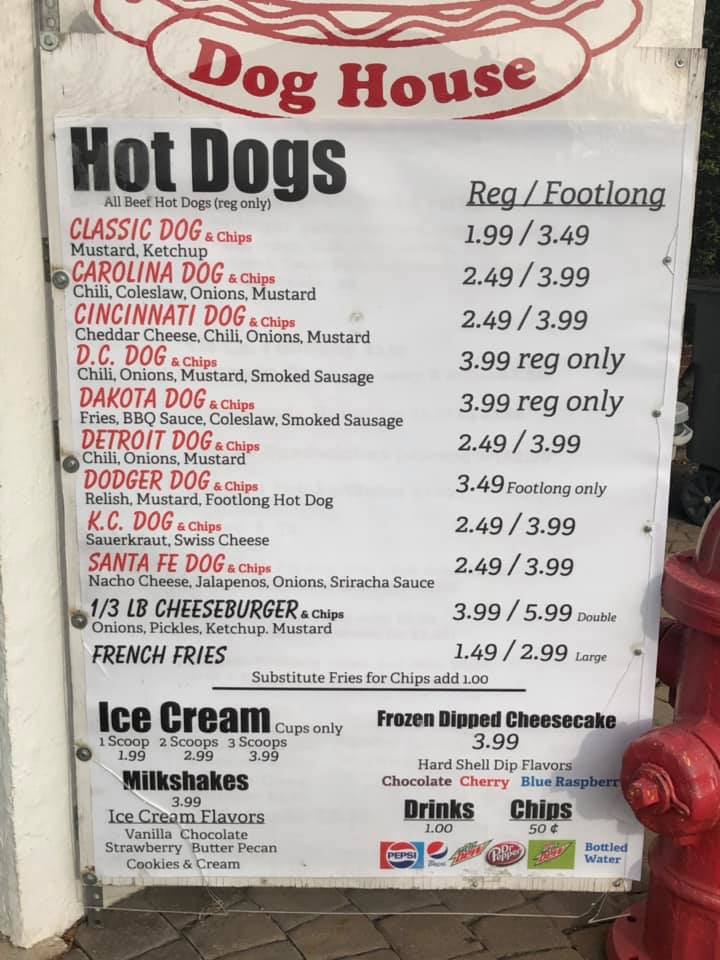 Dog House
Hot Dogs
All Beef Hot Dogs (reg only)
Reg / Footlong
CLASSIC DOG & Chips 1.99 / 3.49
Mustard, Ketchup
CAROLINA DOG & Chips 2.49 / 3.99
Chili, Coleslaw, Onions, Mustard
CINCINNATI DOG & Chips 2.49 / 3.99
Cheddar Cheese, Chili, Onions, Mustard
D.C. DOG & Chips 3.99 reg only
Chili, Onions, Mustard, Smoked Sausage
DAKOTA DOG & Chips 3.99 reg only
Fries, BBQ Sauce, Coleslaw, Smoked Sausage
DETROIT DOG & Chips 2.49 / 3.99
Chili, Onions, Mustard
DODGER DOG & Chips 3.49 Footlong only
Relish, Mustard, Footlong Hot Dog
K.C. DOG & Chips 2.49 / 3.99
Sauerkraut, Swiss Cheese
SANTA FE DOG & Chips 2.49 / 3.99
Nacho Cheese, Jalapenos, Onions, Sriracha Sauce
1/3 LB CHEESEBURGER & Chips 3.99 / 5.99 Double
Onions, Pickles, Ketchup. Mustard
FRENCH FRIES 1.49 / 2.99 Large
Substitute Fries for Chips add 1.00
Ice Cream Cups only
1 Scoop 2 Scoops 3 Scoops
1.99 2.99 3.99
Milkshakes
3.99
Ice Cream Flavors
Vanilla Chocolate
Strawberry Butter Pecan
Cookies & Cream
Frozen Dipped Cheesecake
3.99
Hard Shell Dip Flavors
Chocolate Cherry Blue Raspberr
Drinks Chips
1.00 50 ¢
PEPSI Pepsi Mtn Dew Dr Pepper Mtn Dew Bottled
Water